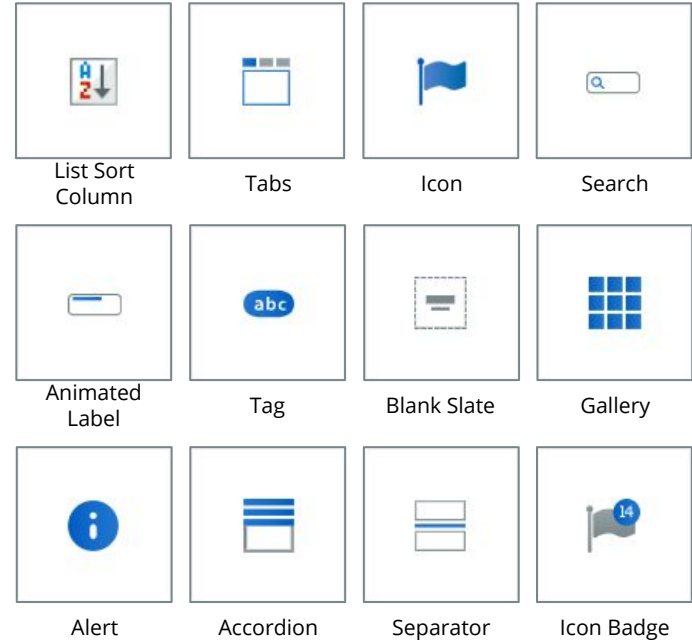 A
Z
List Sort
Column
Tabs
Icon
Search
abc
Animated
Label
Tag
Blank Slate
Gallery
14
Alert
Accordion
Separator
Icon Badge